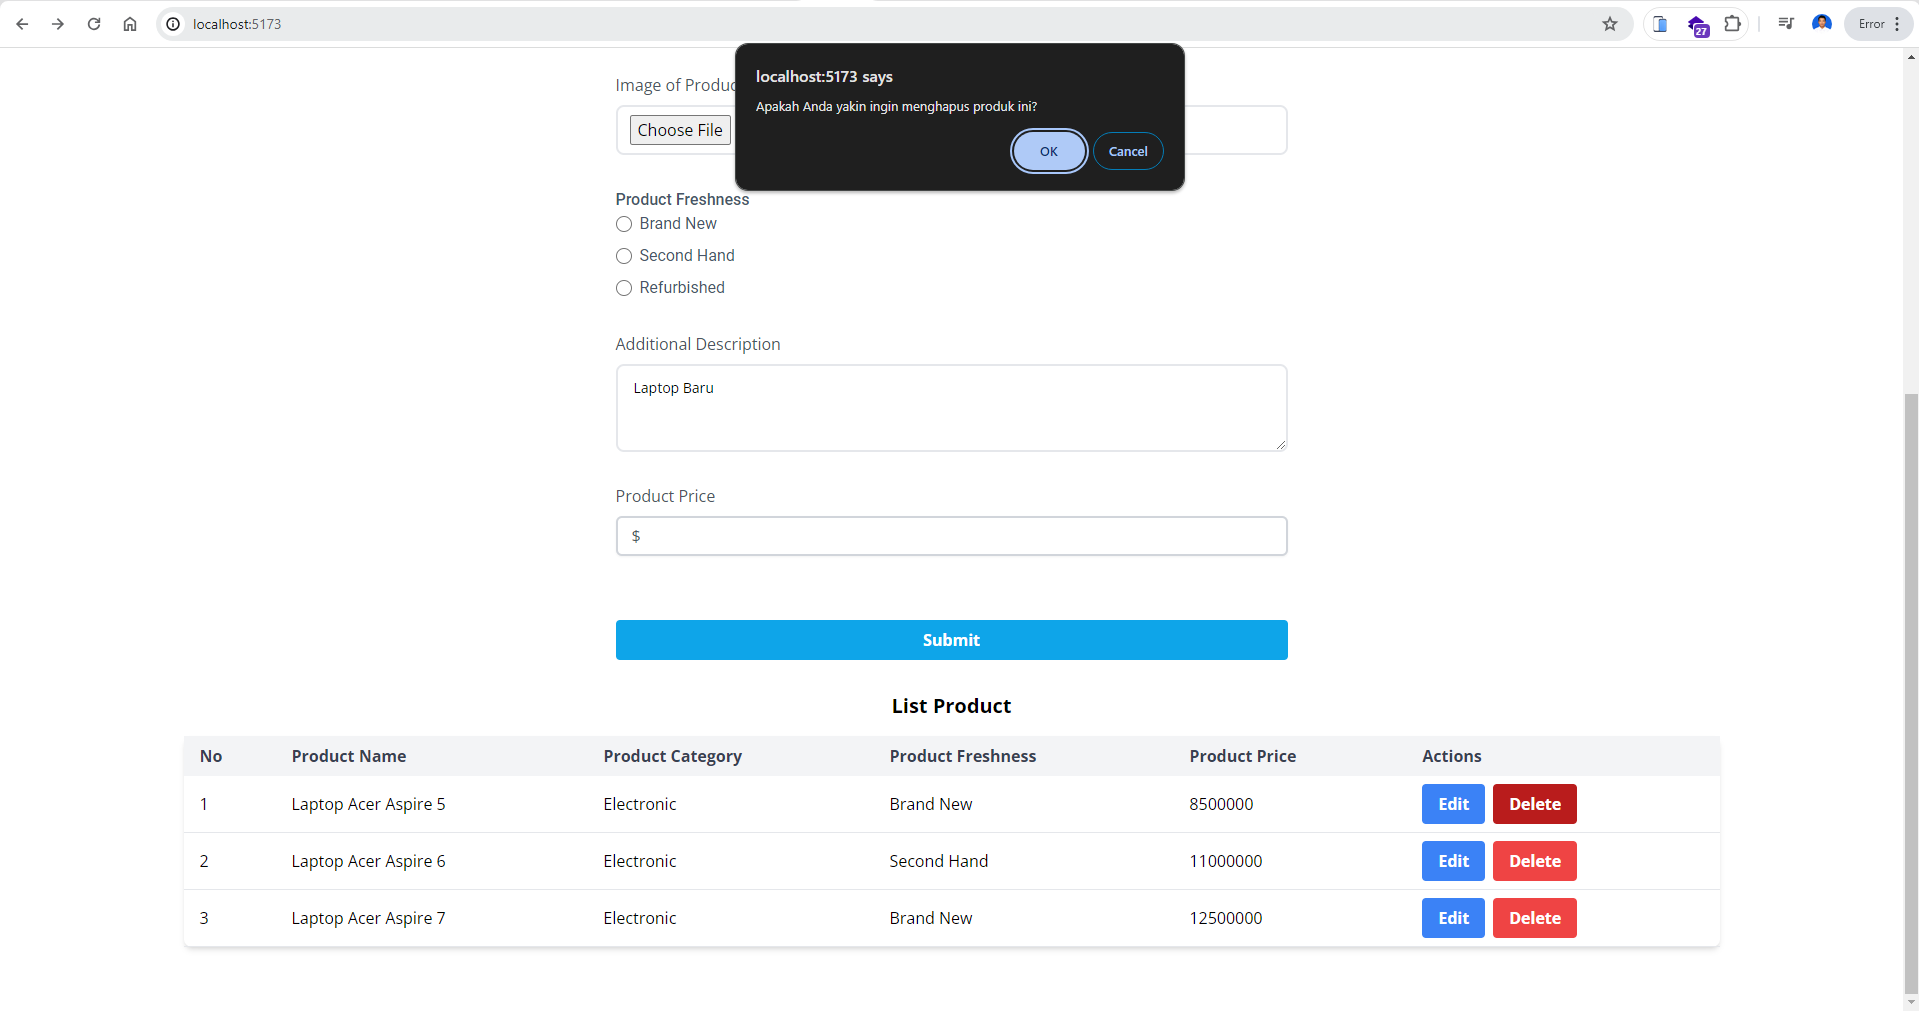 localhost:5173
27
Error
localhost:5173 says
Apakah Anda yakin ingin menghapus produk ini?
OK Cancel
Image of Produc
Choose File
Product Freshness
Brand New
Second Hand
Refurbished
Additional Description
Laptop Baru
Product Price
$
Submit
List Product
No Product Name Product Category Product Freshness Product Price Actions
1 Laptop Acer Aspire 5 Electronic Brand New 8500000 Edit Delete
2 Laptop Acer Aspire 6 Electronic Second Hand 11000000 Edit Delete
3 Laptop Acer Aspire 7 Electronic Brand New 12500000 Edit Delete